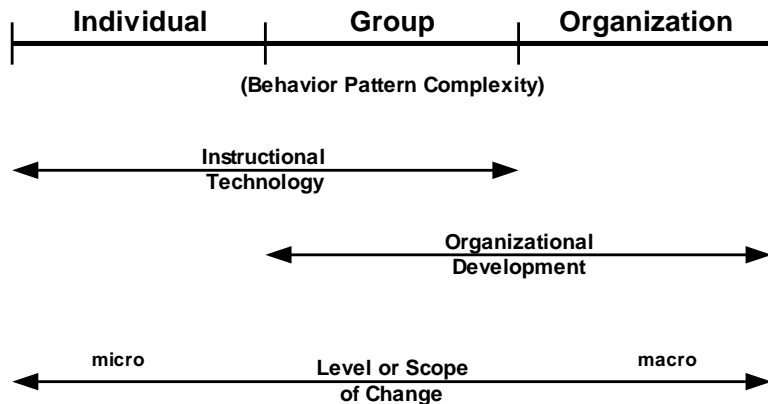 Individual Group Organization
(Behavior Pattern Complexity)
Instructional
Technology
Organizational
Development
micro Level or Scope macro
of Change